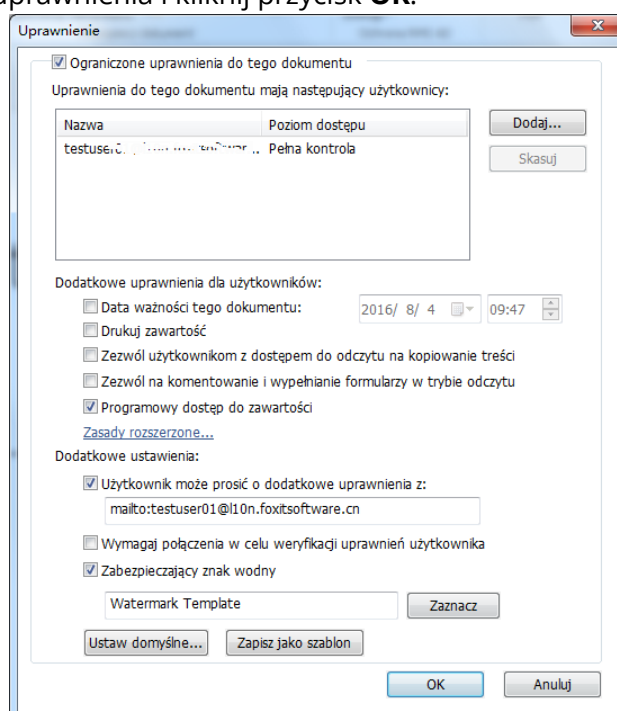 uprawnienia i kliknij przycisk OK.
Uprawnienie
Ograniczone uprawnienia do tego dokumentu
Uprawnienia do tego dokumentu mają następujący użytkownicy:
Nazwa Poziom dostępu
Dodaj...
Pełna kontrola
Skasuj
Dodatkowe uprawnienia dla użytkowników:
Data ważności tego dokumentu: 2016/ 8/ 4 09:47
Drukuj zawartość
Zezwól użytkownikom z dostępem do odczytu na kopiowanie treści
Zezwól na komentowanie i wypełnianie formularzy w trybie odczytu
Programowy dostęp do zawartości
Zasady rozszerzone...
Dodatkowe ustawienia:
Użytkownik może prosić o dodatkowe uprawnienia z:
mailto:testuser01@l10n.foxitsoftware.cn
Wymagaj połączenia w celu weryfikacji uprawnień użytkownika
Zabezpieczający znak wodny
Watermark Template Zaznacz
Ustaw domyślne... Zapisz jako szablon
OK Anuluj